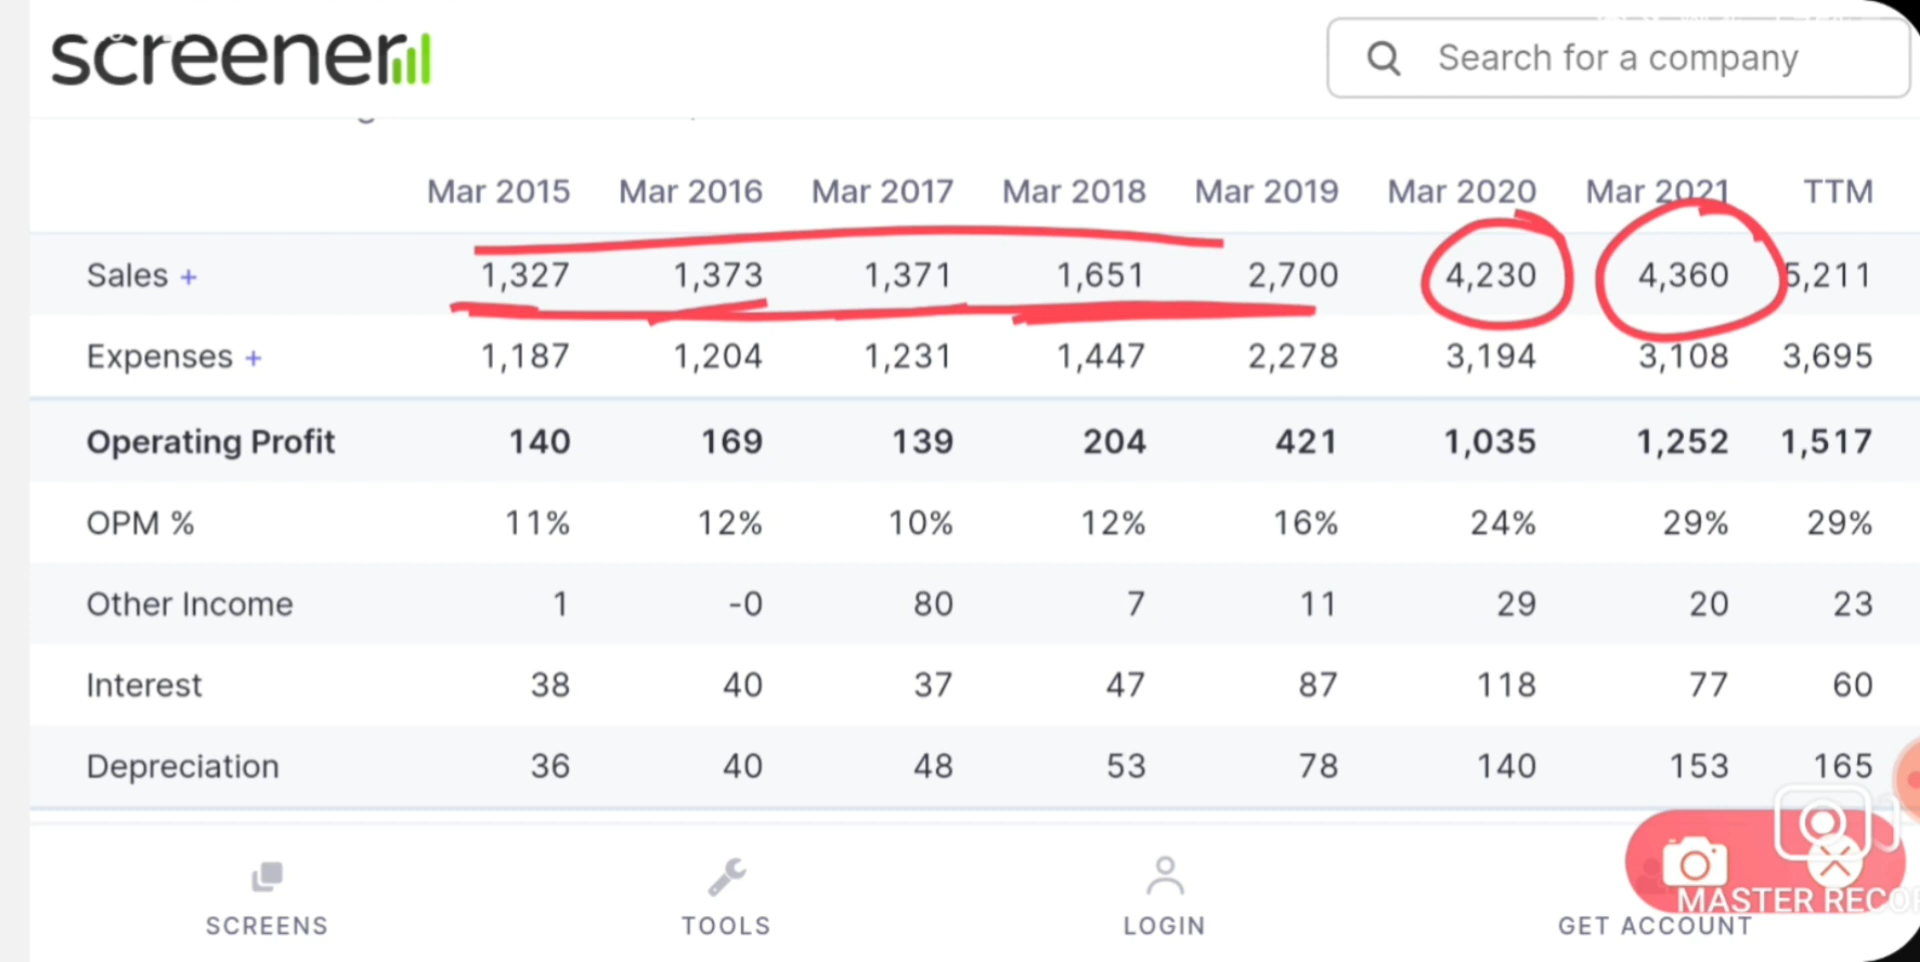 screener
Search for a company
Mar 2015 Mar 2016 Mar 2017 Mar 2018 Mar 2019 Mar 2020 Mar 2021 TTM
Sales + 1,327 1,373 1,371 1,651 2,700 4,230 4,360 5,211
Expenses + 1,187 1,204 1,231 1,447 2,278 3,194 3,108 3,695
Operating Profit 140 169 139 204 421 1,035 1,252 1,517
OPM % 11% 12% 10% 12% 16% 24% 29% 29%
Other Income 1 -0 80 7 11 29 20 23
Interest 38 40 37 47 87 118 77 60
Depreciation 36 40 48 53 78 140 153 165
MASTER RECO
SCREENS TOOLS LOGIN GET ACCOUNT